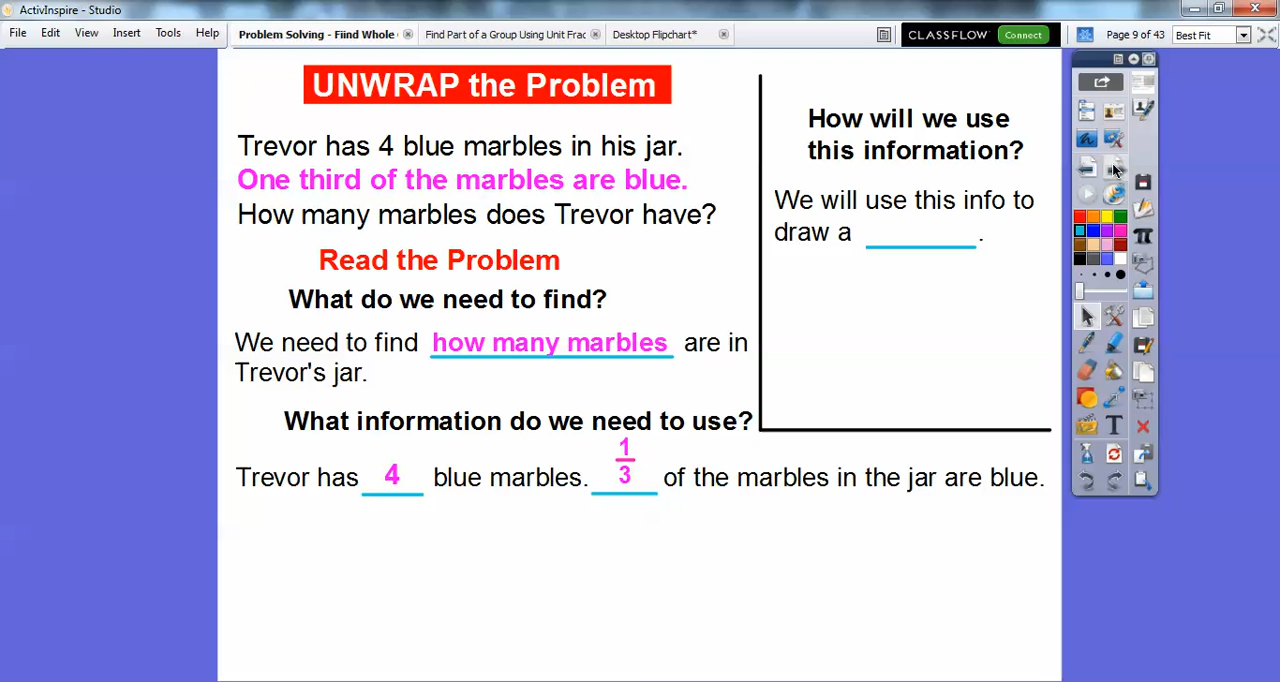 ActivInspire - Studio
File Edit View Insert Tools Help
Problem Solving - Fiind Whole
Find Part of a Group Using Unit Frac
Desktop Flipchart*
CLASSFLOW Connect
Page 9 of 43
Best Fit
UNWRAP the Problem
Trevor has 4 blue marbles in his jar.
One third of the marbles are blue.
How many marbles does Trevor have?
Read the Problem
What do we need to find?
We need to find how many marbles are in
Trevor's jar.
What information do we need to use?
Trevor has 4 blue marbles. 1/3 of the marbles in the jar are blue.
How will we use
this information?
We will use this info to
draw a ______.